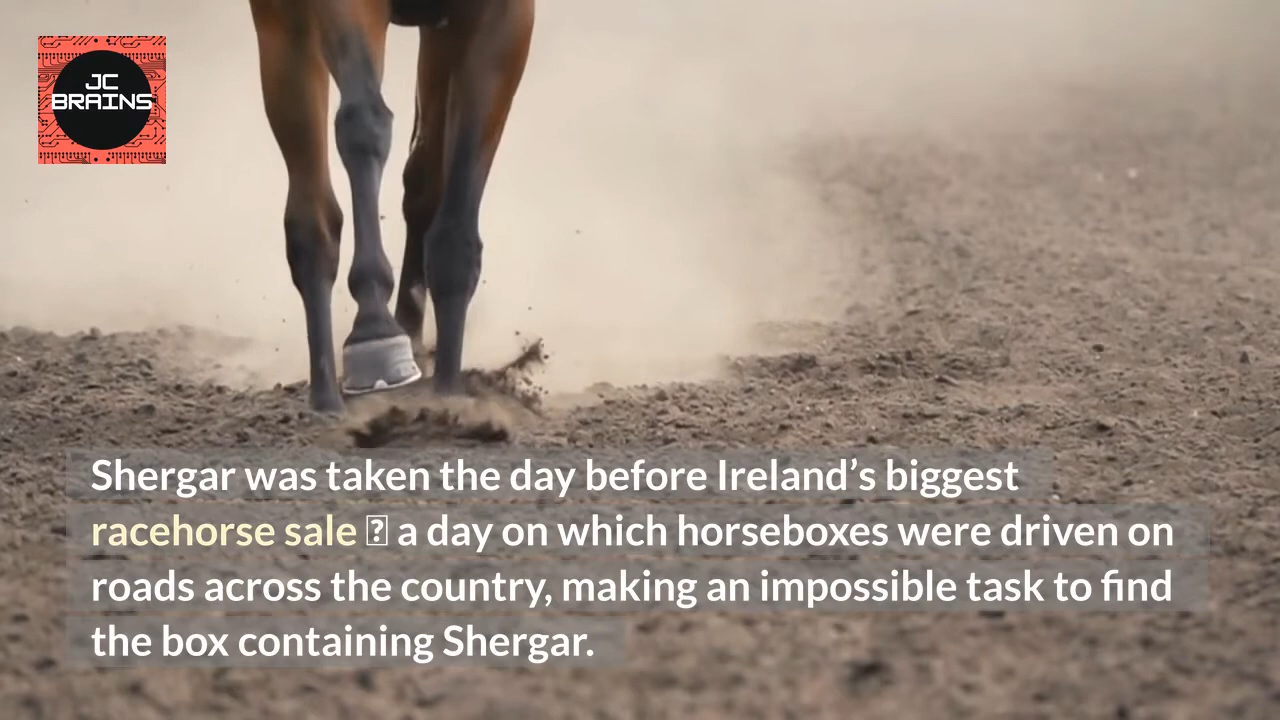 JC
BRAINS
Shergar was taken the day before Ireland’s biggest
racehorse sale ⍰ a day on which horseboxes were driven on
roads across the country, making an impossible task to find
the box containing Shergar.